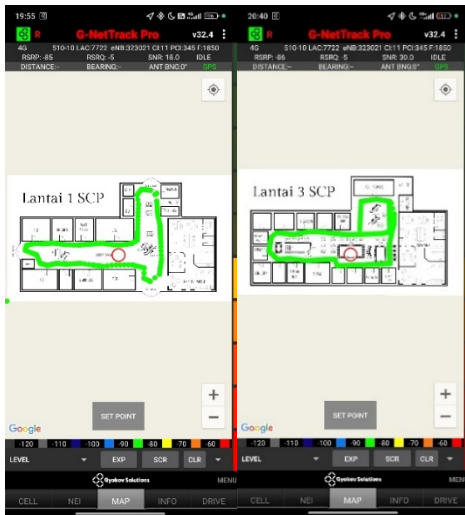 19:55
G-NetTrack Pro
v32.4
R
4G 510-10 LAC:7722 eNB:323021 CI:11 PCI:345 F:1850
RSRP: -85 RSRQ: -5 SNR: 18.0 IDLE
DISTANCE:-- BEARING:-- ANT BNG:0° GPS
Lantai 1 SCP
SET POINT
+
−
Google
-120 -110 -100 -90 -80 -70 -60
LEVEL EXP SCR CLR
Gyokov Solutions MENU
CELL NEI MAP INFO DRIVE
20:40
G-NetTrack Pro
v32.4
R
4G 510-10 LAC:7722 eNB:323021 CI:11 PCI:345 F:1850
RSRP: -86 RSRQ: -5 SNR: 30.0 IDLE
DISTANCE:-- BEARING:-- ANT BNG:0° GPS
Lantai 3 SCP
SET POINT
+
−
Google
-120 -110 -100 -90 -80 -70 -60
LEVEL EXP SCR CLR
Gyokov Solutions MENU
CELL NEI MAP INFO DRIVE